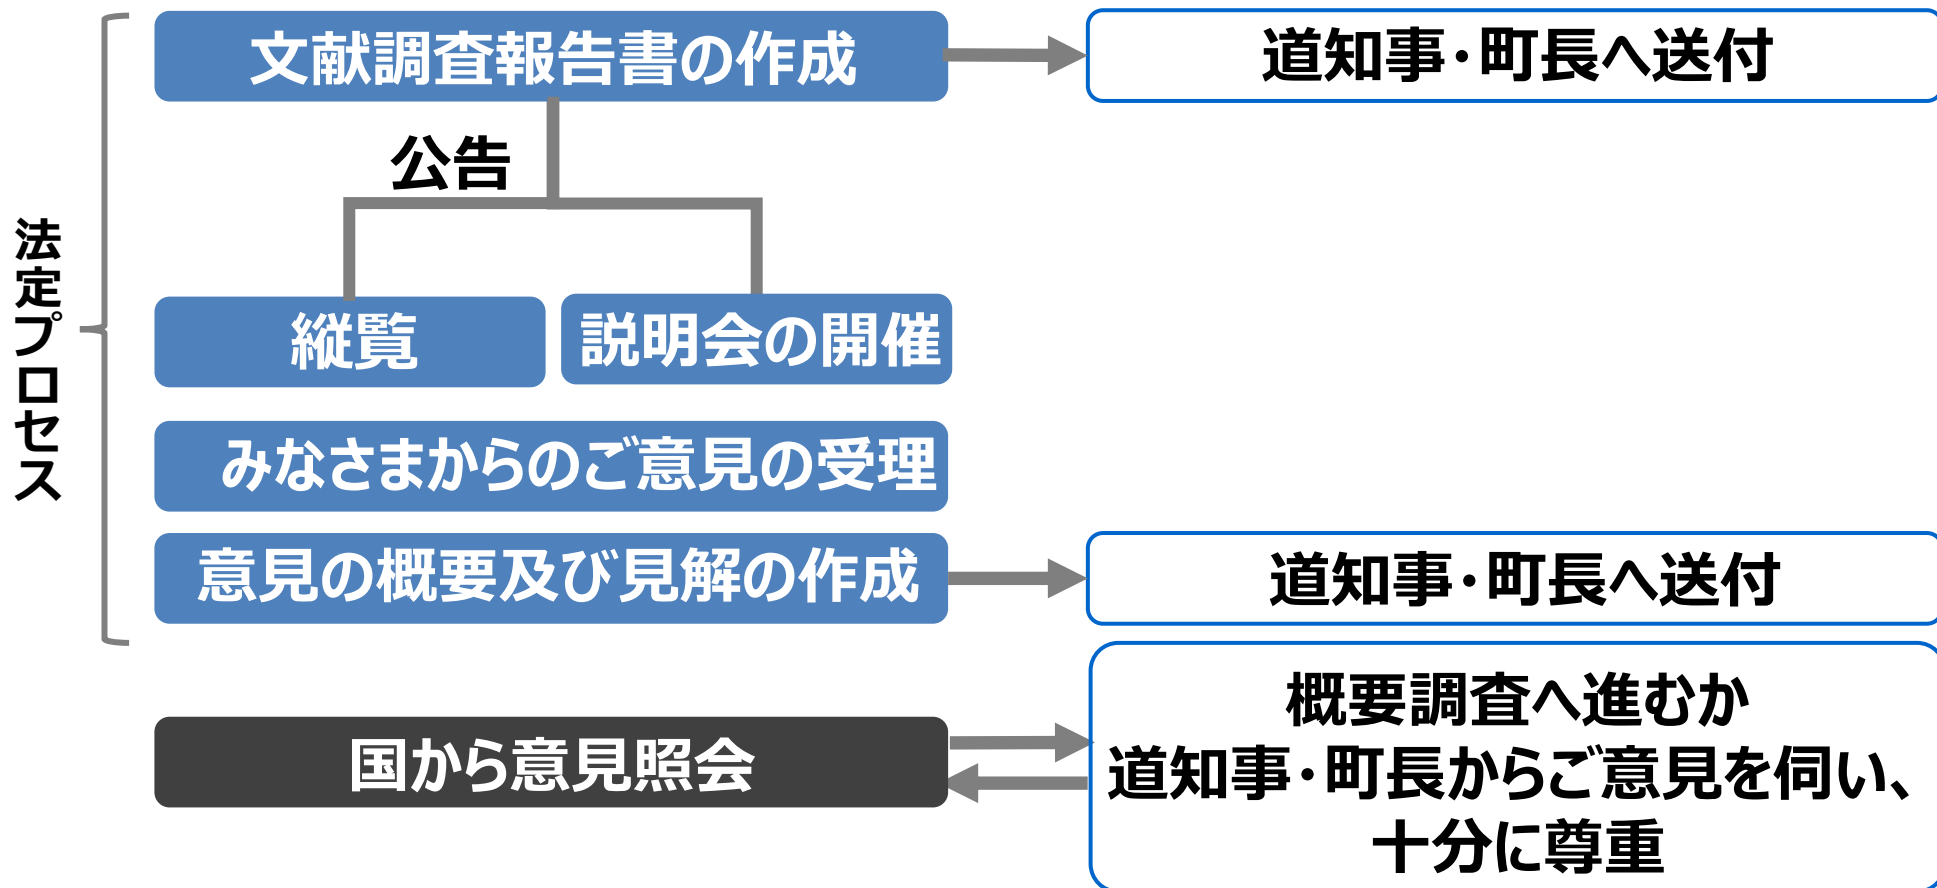 文献調査報告書の作成
道知事・町長へ送付
公告
法定プロセス
縦覧
説明会の開催
みなさまからのご意見の受理
意見の概要及び見解の作成
道知事・町長へ送付
国から意見照会
概要調査へ進むか
道知事・町長からご意見を伺い、
十分に尊重